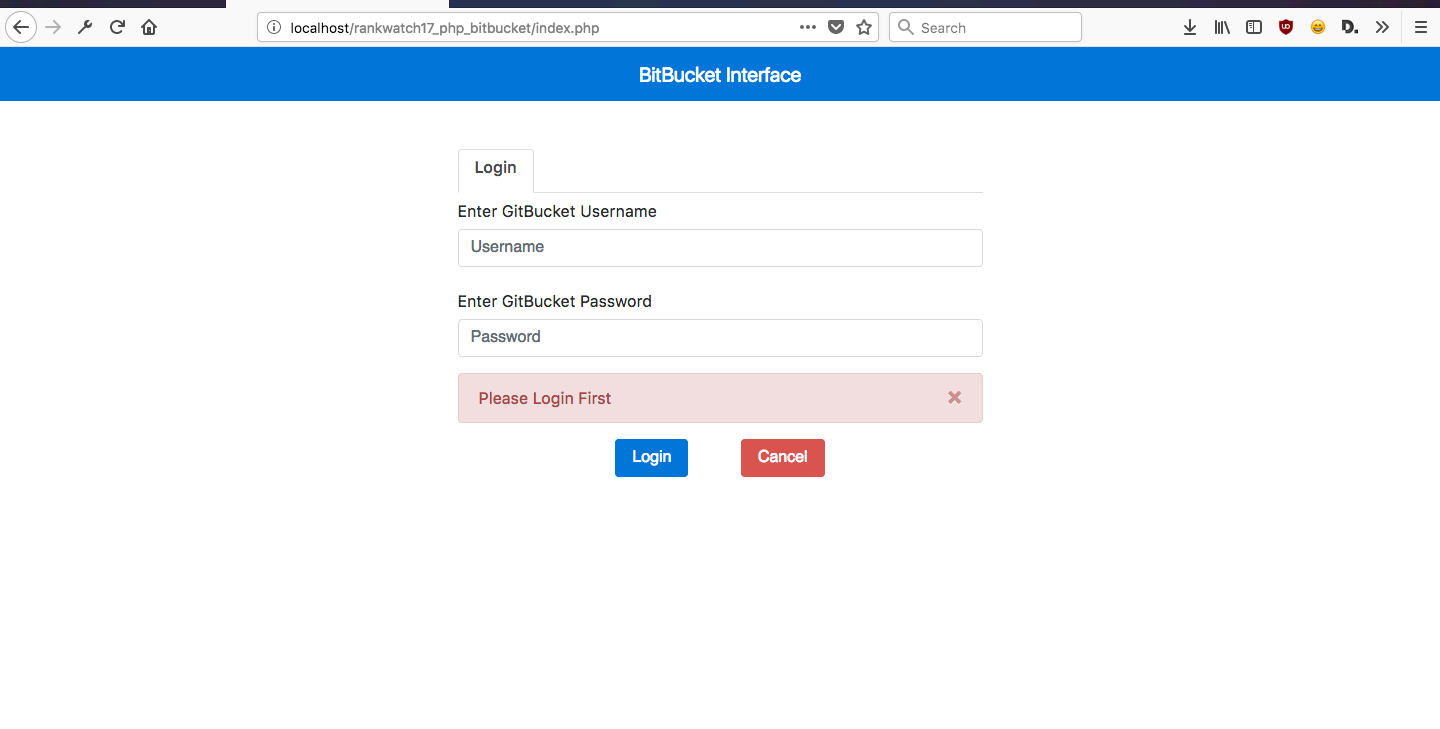 localhost/rankwatch17_php_bitbucket/index.php
Search
D.
BitBucket Interface
Login
Enter GitBucket Username
Username
Enter GitBucket Password
Password
Please Login First
Login Cancel